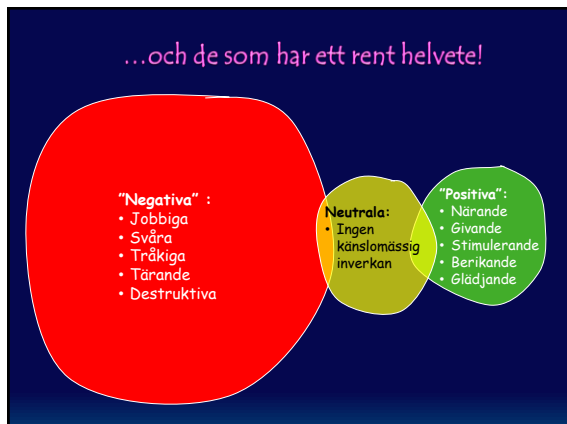 ...och de som har ett rent helvete!
"Negativa" :
• Jobbiga
• Svåra
• Tråkiga
• Tärande
• Destruktiva
Neutrala:
• Ingen
känslomässig
inverkan
"Positiva":
• Närande
• Givande
• Stimulerande
• Berikande
• Glädjande